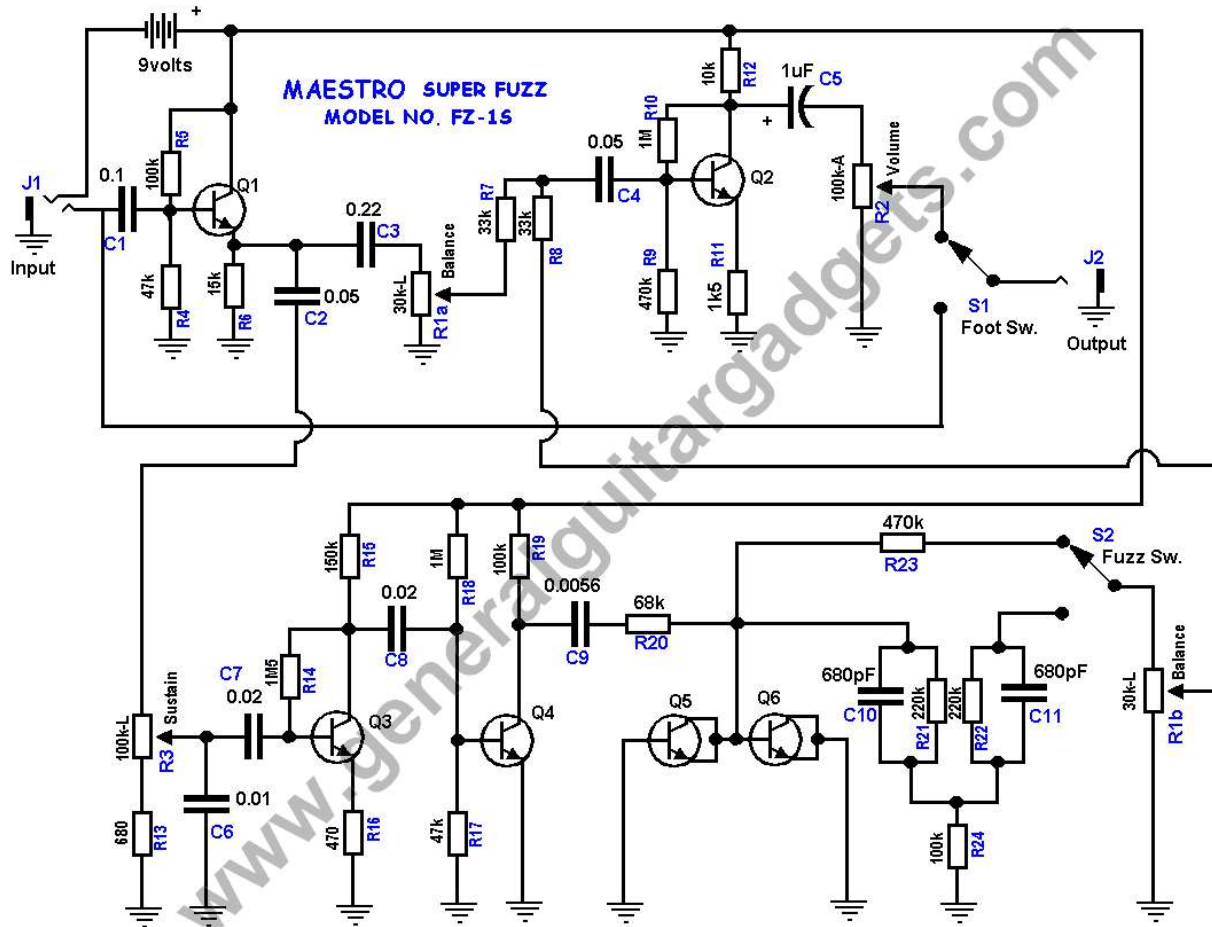 +
9volts
MAESTRO SUPER FUZZ
MODEL NO. FZ-1S
J1
Input
0.1
C1
100k
R5
47k
R4
Q1
15k
R6
0.22
C3
0.05
C2
30k-L
Balance
R1a
33k
R7
33k
R8
0.05
C4
1M
R10
470k
R9
10k
R12
Q2
1k5
R11
1uF
C5
+
100k-A
Volume
R2
S1
Foot Sw.
J2
Output
100k-L
Sustain
R3
680
R13
0.01
C6
C7
0.02
1M5
R14
150k
R15
Q3
470
R16
0.02
C8
1M
R18
47k
R17
100k
R19
Q4
0.0056
C9
68k
R20
Q5
Q6
470k
R23
S2
Fuzz Sw.
680pF
C10
220k
R21
220k
R22
680pF
C11
100k
R24
30k-L
Balance
R1b
www.generalguitargadgets.com